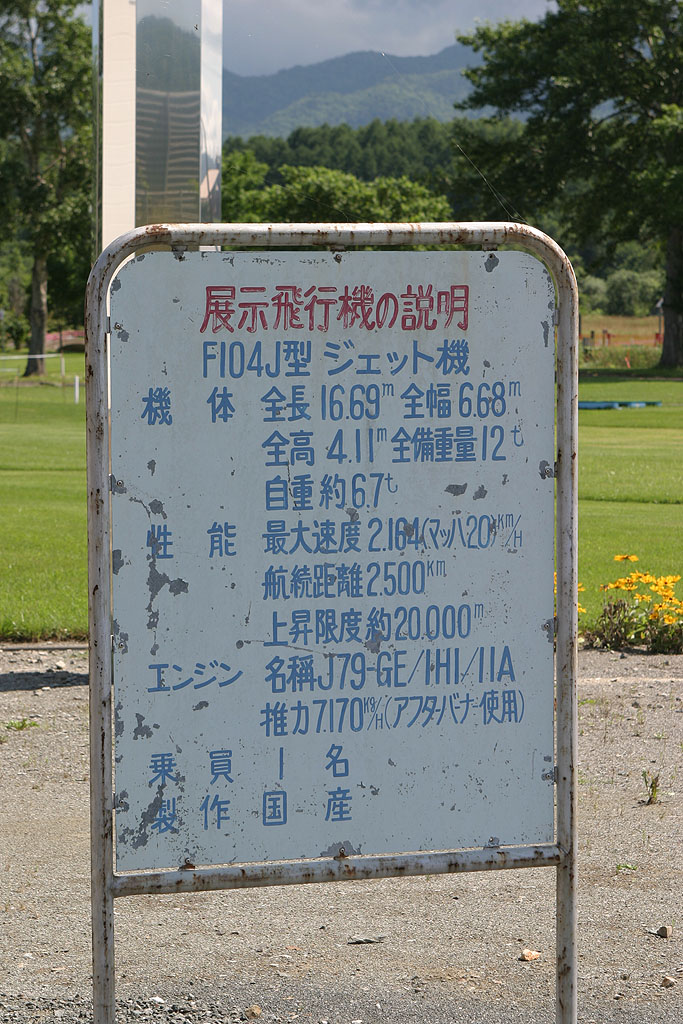 展示飛行機の説明
F104J型 ジェット機
機体 全長 16.69m 全幅 6.68m
全高 4.11m 全備重量 12t
自重約 6.7t
性能 最大速度 2.164(マッハ2.0)KM/H
航続距離 2.500KM
上昇限度約 20.000m
エンジン 名称 J79-GE/IHI/11A
推力 7.170Kg/H(アフターバーナー使用)
乗員 1名
製作 国産